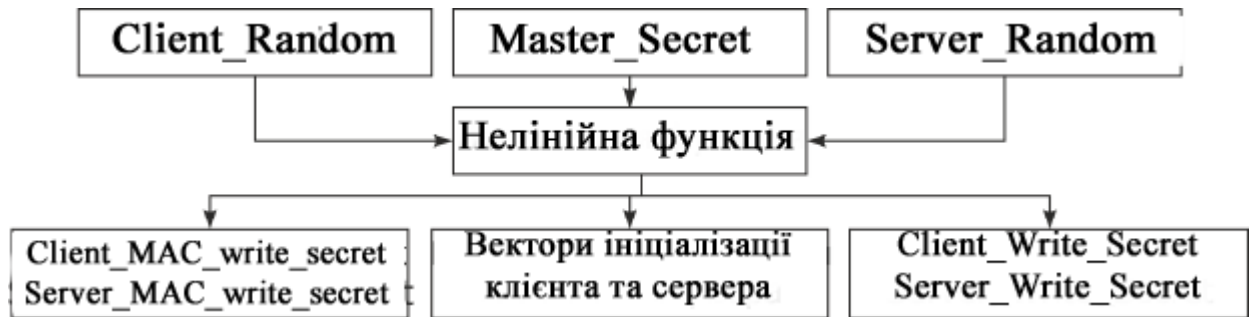 Client_Random
Master_Secret
Server_Random
Нелінійна функція
Client_MAC_write_secret
Server_MAC_write_secret
Вектори ініціалізації
клієнта та сервера
Client_Write_Secret
Server_Write_Secret